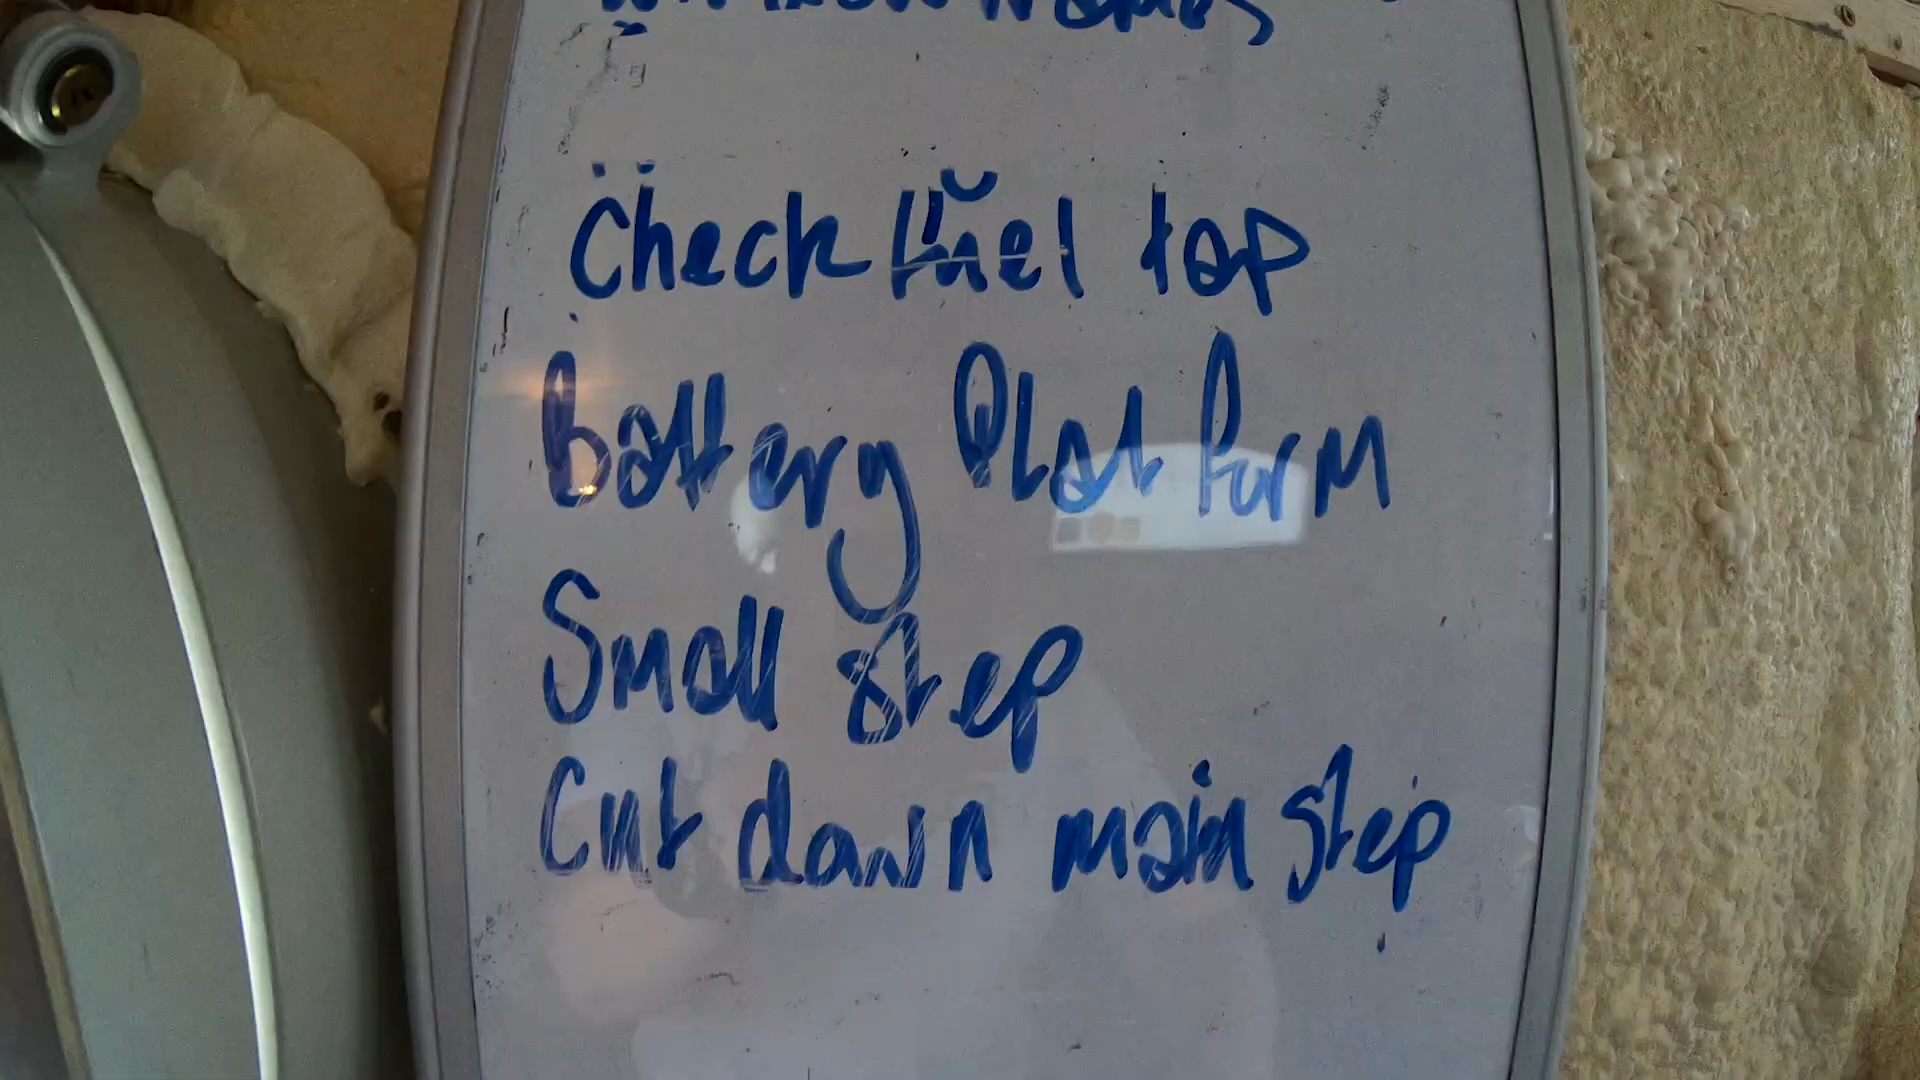 Check fuel tap
Battery Platform
Small step
Cut down main step